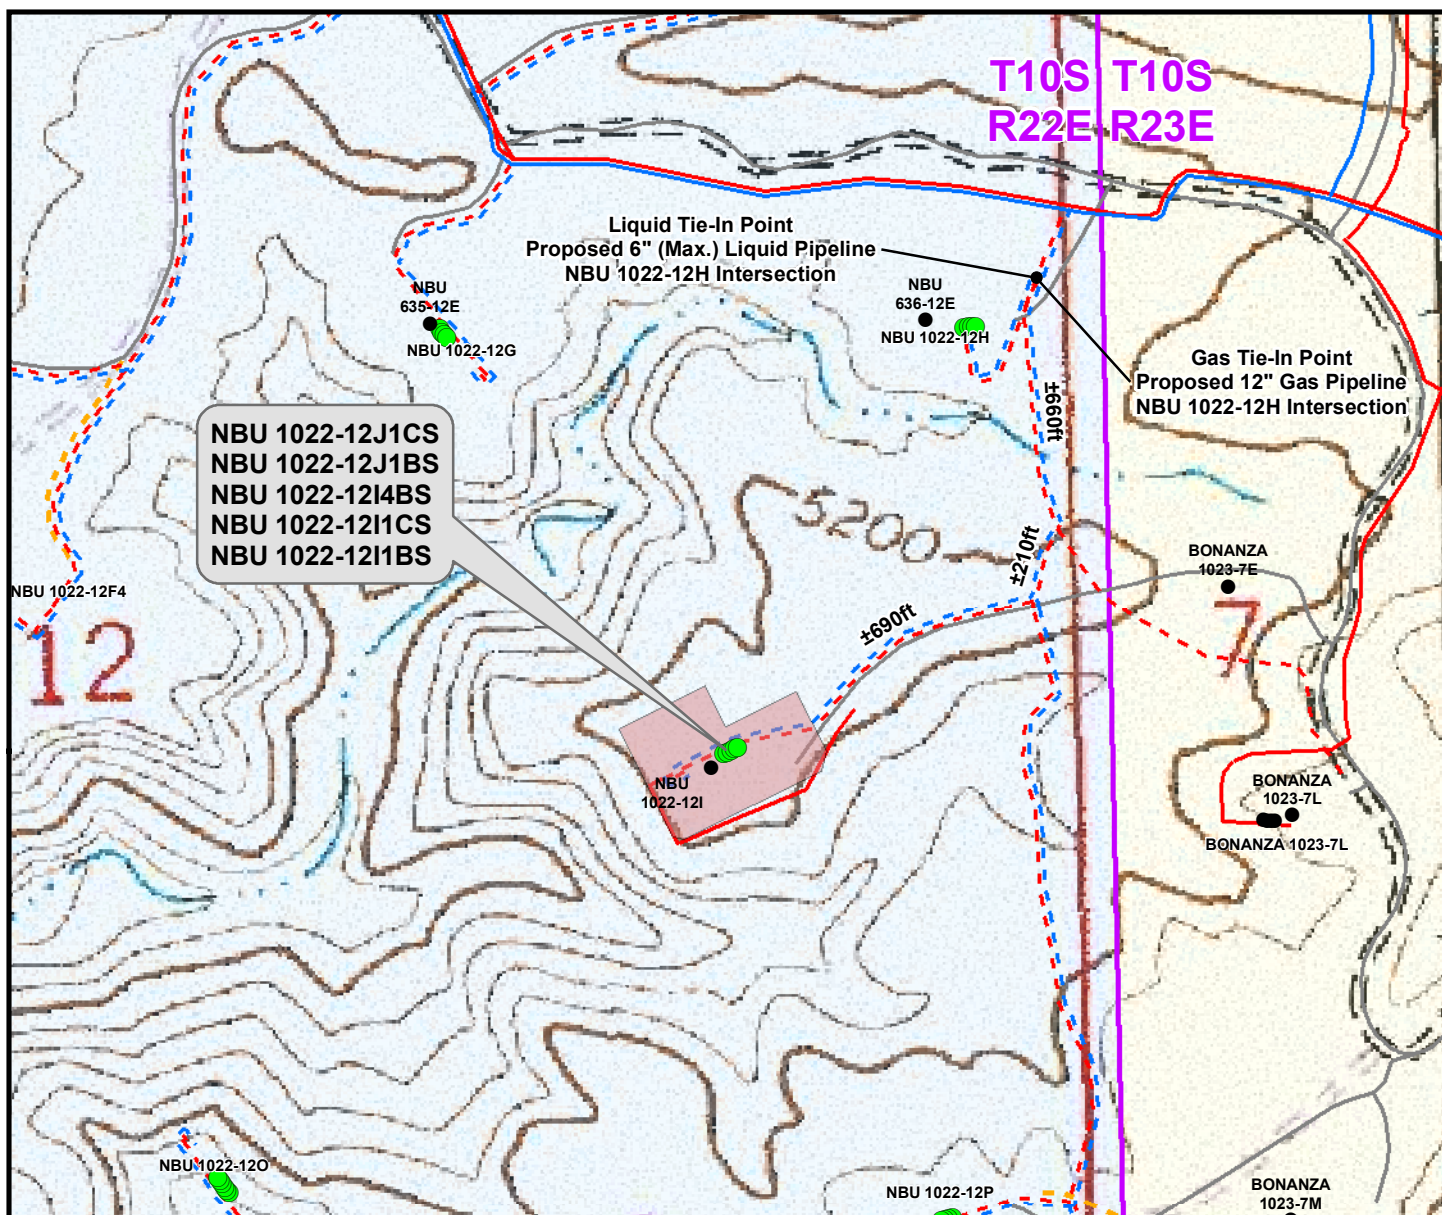 T10S T10S
R22E R23E
Liquid Tie-In Point
Proposed 6" (Max.) Liquid Pipeline
NBU 1022-12H Intersection
NBU
635-12E
NBU 1022-12G
NBU
636-12E
NBU 1022-12H
Gas Tie-In Point
Proposed 12" Gas Pipeline
NBU 1022-12H Intersection
±660ft
NBU 1022-12J1CS
NBU 1022-12J1BS
NBU 1022-12I4BS
NBU 1022-12I1CS
NBU 1022-12I1BS
5200
±210ft
BONANZA
1023-7E
NBU 1022-12F4
±690ft
12
7
NBU
1022-12I
BONANZA
1023-7L
BONANZA 1023-7L
NBU 1022-12O
NBU 1022-12P
BONANZA
1023-7M